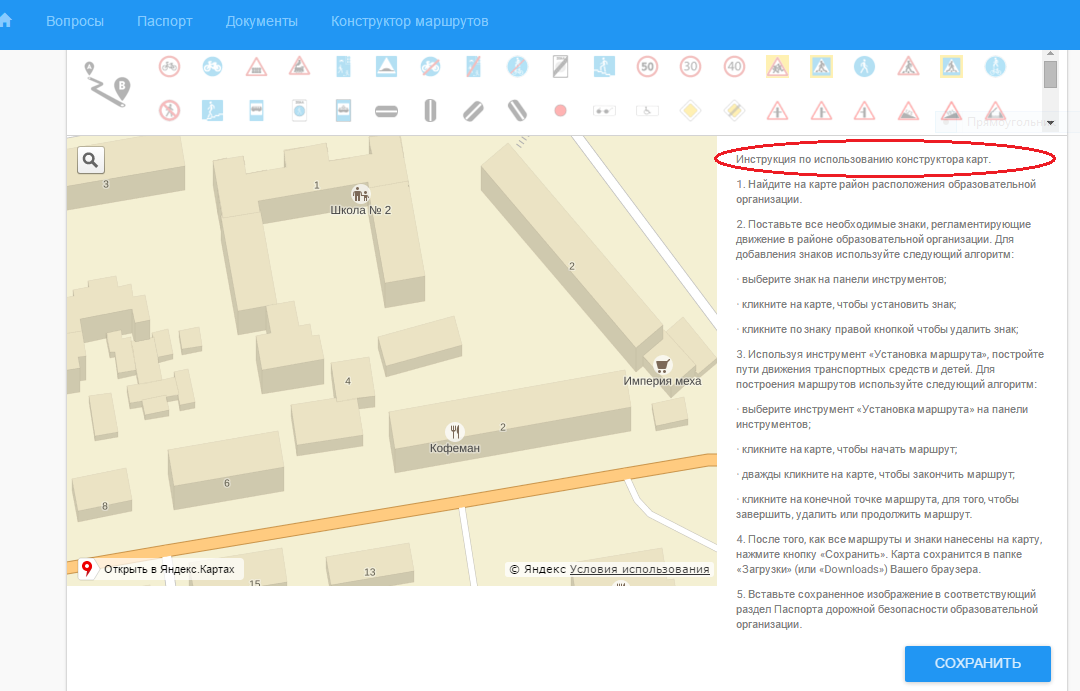 Вопросы Паспорт Документы Конструктор маршрутов
A
B
50 30 40
Прямоугольн
3
1
Школа № 2
2
Империя меха
4
2
Кофеман
6
8
Открыть в Яндекс.Картах
15
13
© Яндекс Условия использования
Инструкция по использованию конструктора карт.
1. Найдите на карте район расположения образовательной
организации.
2. Поставьте все необходимые знаки, регламентирующие
движение в районе образовательной организации. Для
добавления знаков используйте следующий алгоритм:
· выберите знак на панели инструментов;
· кликните на карте, чтобы установить знак;
· кликните по знаку правой кнопкой чтобы удалить знак;
3. Используя инструмент «Установка маршрута», постройте
пути движения транспортных средств и детей. Для
построения маршрутов используйте следующий алгоритм:
· выберите инструмент «Установка маршрута» на панели
инструментов;
· кликните на карте, чтобы начать маршрут;
· дважды кликните на карте, чтобы закончить маршрут;
· кликните на конечной точке маршрута, для того, чтобы
завершить, удалить или продолжить маршрут.
4. После того, как все маршруты и знаки нанесены на карту,
нажмите кнопку «Сохранить». Карта сохранится в папке
«Загрузки» (или «Downloads») Вашего браузера.
5. Вставьте сохраненное изображение в соответствующий
раздел Паспорта дорожной безопасности образовательной
организации.
СОХРАНИТЬ